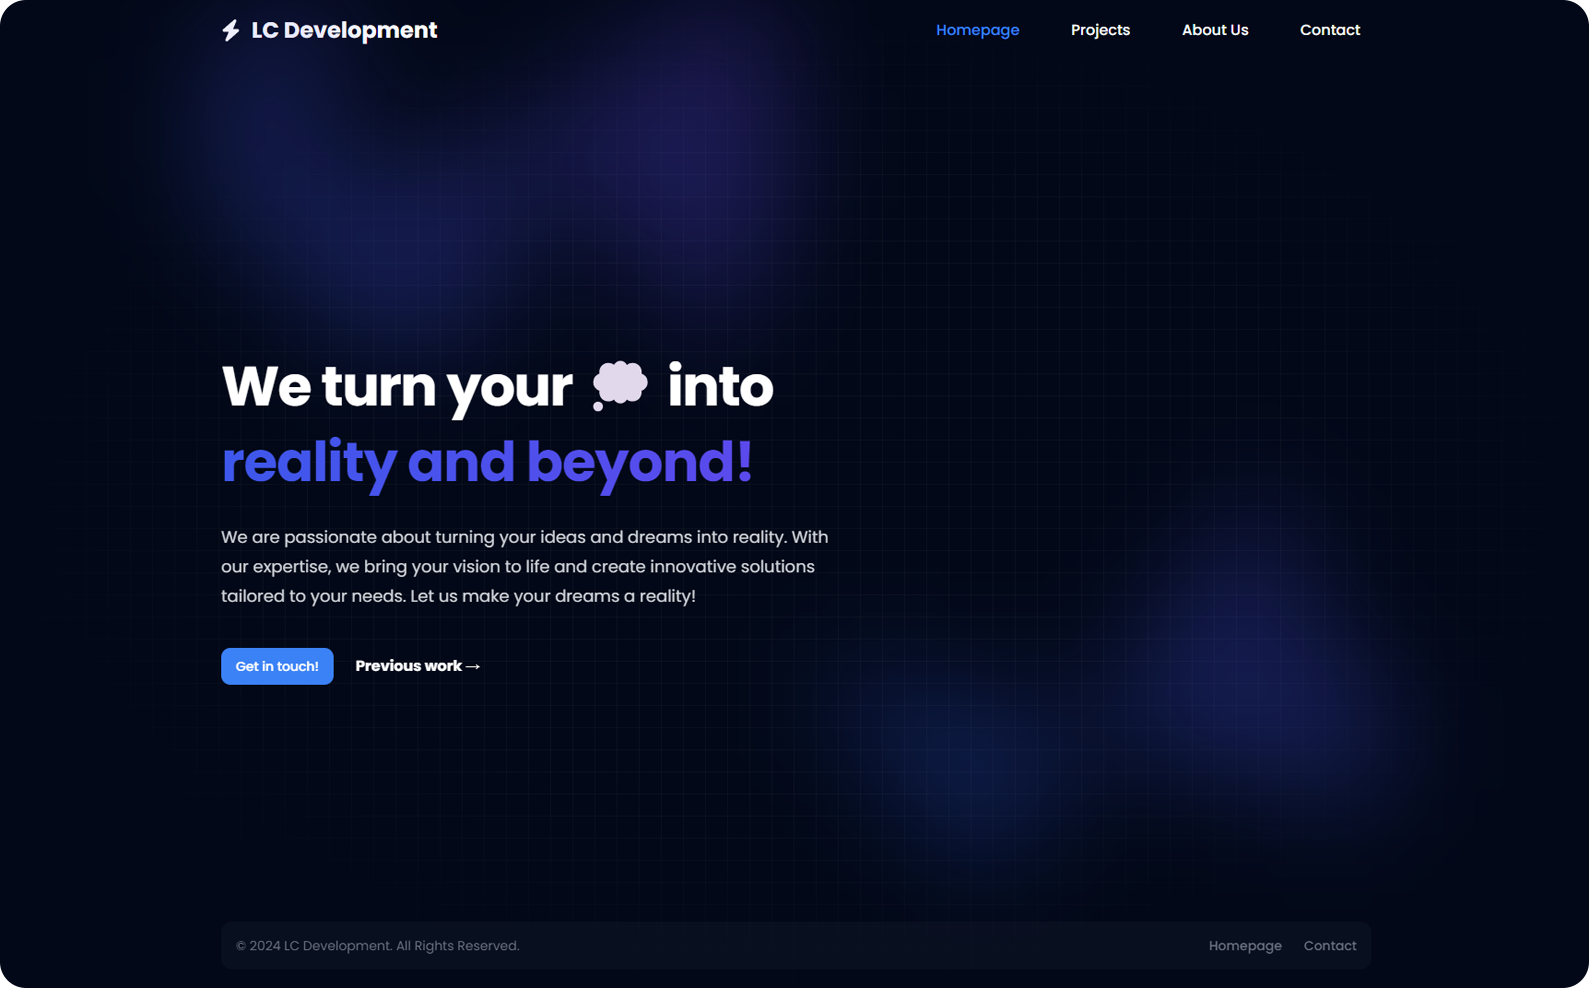 LC Development
Homepage Projects About Us Contact
We turn your 💭 into
reality and beyond!
We are passionate about turning your ideas and dreams into reality. With
our expertise, we bring your vision to life and create innovative solutions
tailored to your needs. Let us make your dreams a reality!
Get in touch! Previous work →
© 2024 LC Development. All Rights Reserved.
Homepage Contact